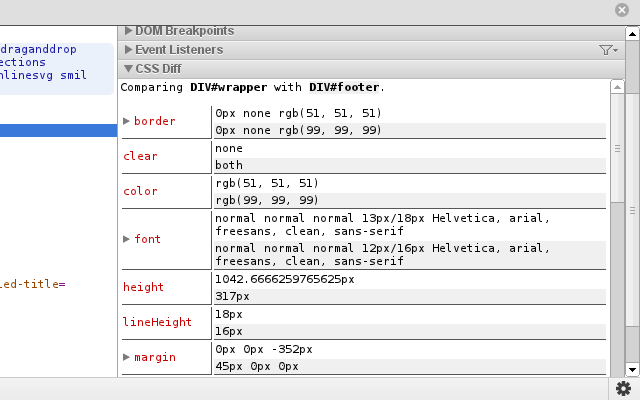 DOM Breakpoints
Event Listeners
CSS Diff
draganddrop
ections
nlinesvg smil
led-title=
Comparing DIV#wrapper with DIV#footer.
border
0px none rgb(51, 51, 51)
0px none rgb(99, 99, 99)
clear
none
both
color
rgb(51, 51, 51)
rgb(99, 99, 99)
font
normal normal normal 13px/18px Helvetica, arial,
freesans, clean, sans-serif
normal normal normal 12px/16px Helvetica, arial,
freesans, clean, sans-serif
height
1042.6666259765625px
317px
lineHeight
18px
16px
margin
0px 0px -352px
45px 0px 0px